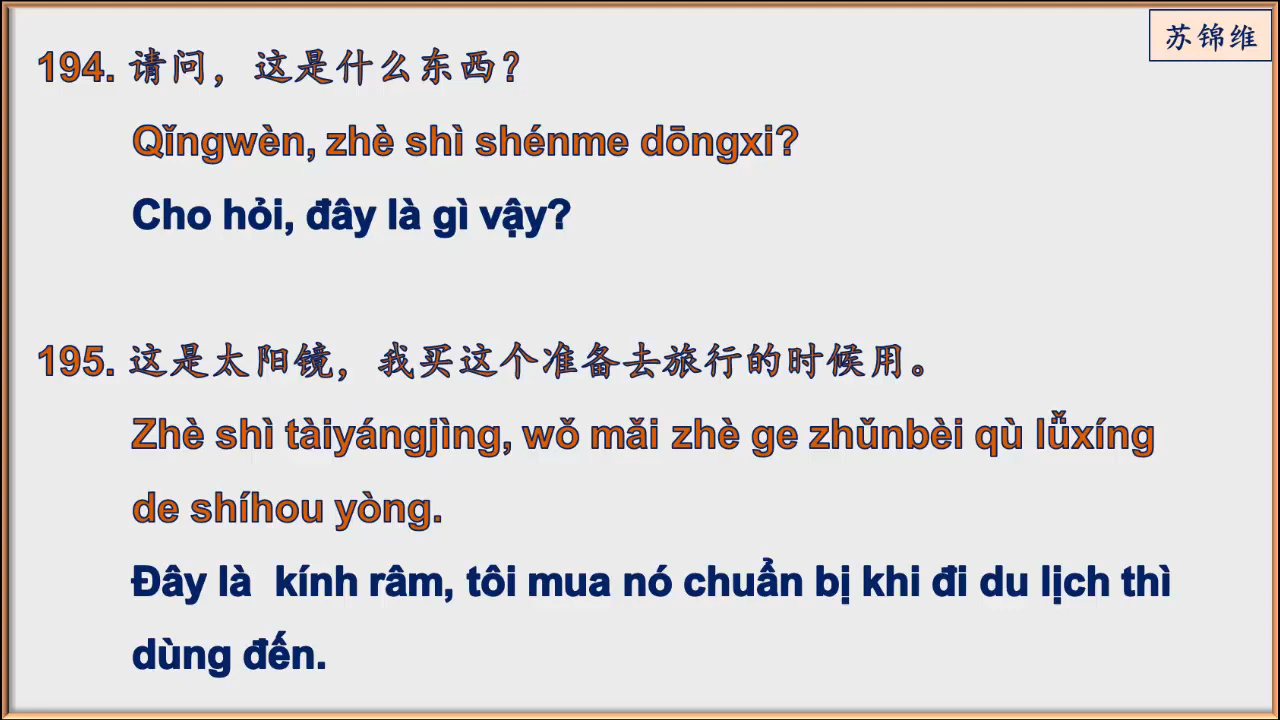 苏锦维
194. 请问，这是什么东西？
Qǐngwèn, zhè shì shénme dōngxi?
Cho hỏi, đây là gì vậy?
195. 这是太阳镜，我买这个准备去旅行的时候用。
Zhè shì tàiyángjìng, wǒ mǎi zhè ge zhǔnbèi qù lǚxíng
de shíhou yòng.
Đây là kính râm, tôi mua nó chuẩn bị khi đi du lịch thì
dùng đến.